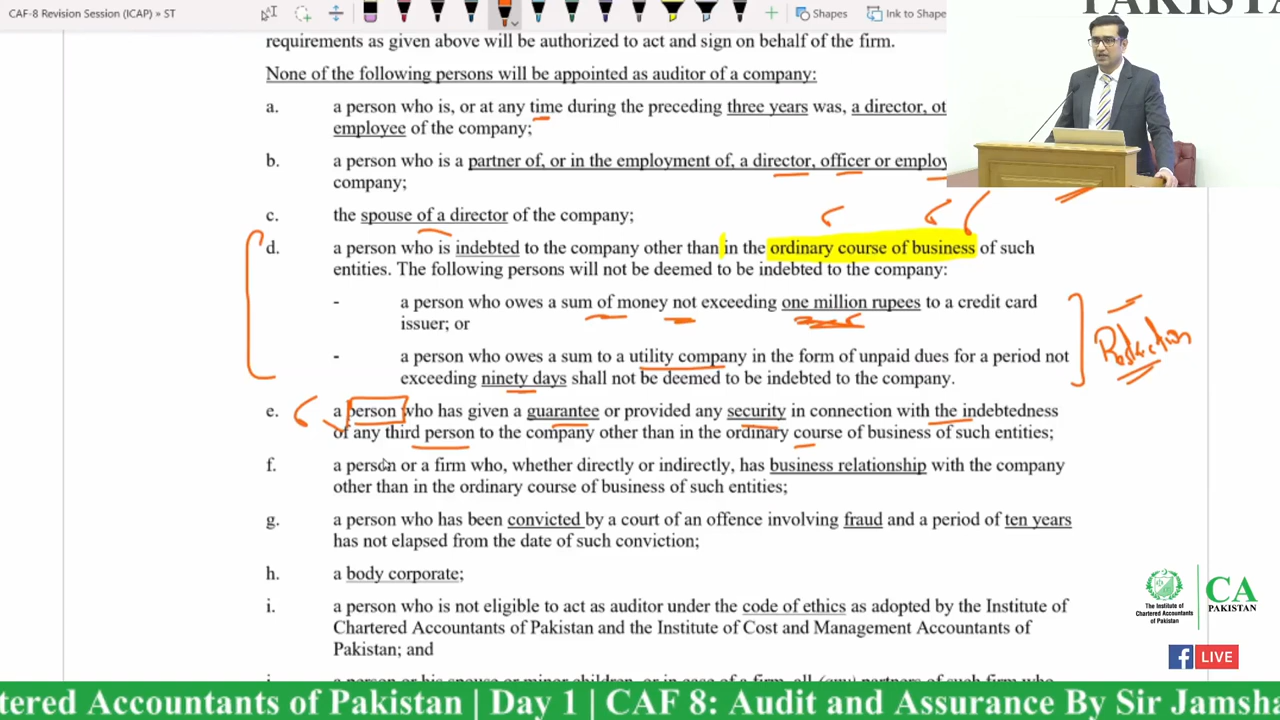 CAF-8 Revision Session (ICAP) » ST
Shapes
Ink to Shape
PAKISTA
requirements as given above will be authorized to act and sign on behalf of the firm.
None of the following persons will be appointed as auditor of a company:
a. a person who is, or at any time during the preceding three years was, a director, ot
employee of the company;
b. a person who is a partner of, or in the employment of, a director, officer or employ
company;
c. the spouse of a director of the company;
d. a person who is indebted to the company other than in the ordinary course of business of such
entities. The following persons will not be deemed to be indebted to the company:
- a person who owes a sum of money not exceeding one million rupees to a credit card
issuer; or
- a person who owes a sum to a utility company in the form of unpaid dues for a period not
exceeding ninety days shall not be deemed to be indebted to the company.
e. a person who has given a guarantee or provided any security in connection with the indebtedness
of any third person to the company other than in the ordinary course of business of such entities;
f. a person or a firm who, whether directly or indirectly, has business relationship with the company
other than in the ordinary course of business of such entities;
g. a person who has been convicted by a court of an offence involving fraud and a period of ten years
has not elapsed from the date of such conviction;
h. a body corporate;
i. a person who is not eligible to act as auditor under the code of ethics as adopted by the Institute of
Chartered Accountants of Pakistan and the Institute of Cost and Management Accountants of
Pakistan; and
The Institute of
Chartered Accountants
of Pakistan
CA
PAKISTAN
LIVE
tered Accountants of Pakistan | Day 1 | CAF 8: Audit and Assurance By Sir Jamsha